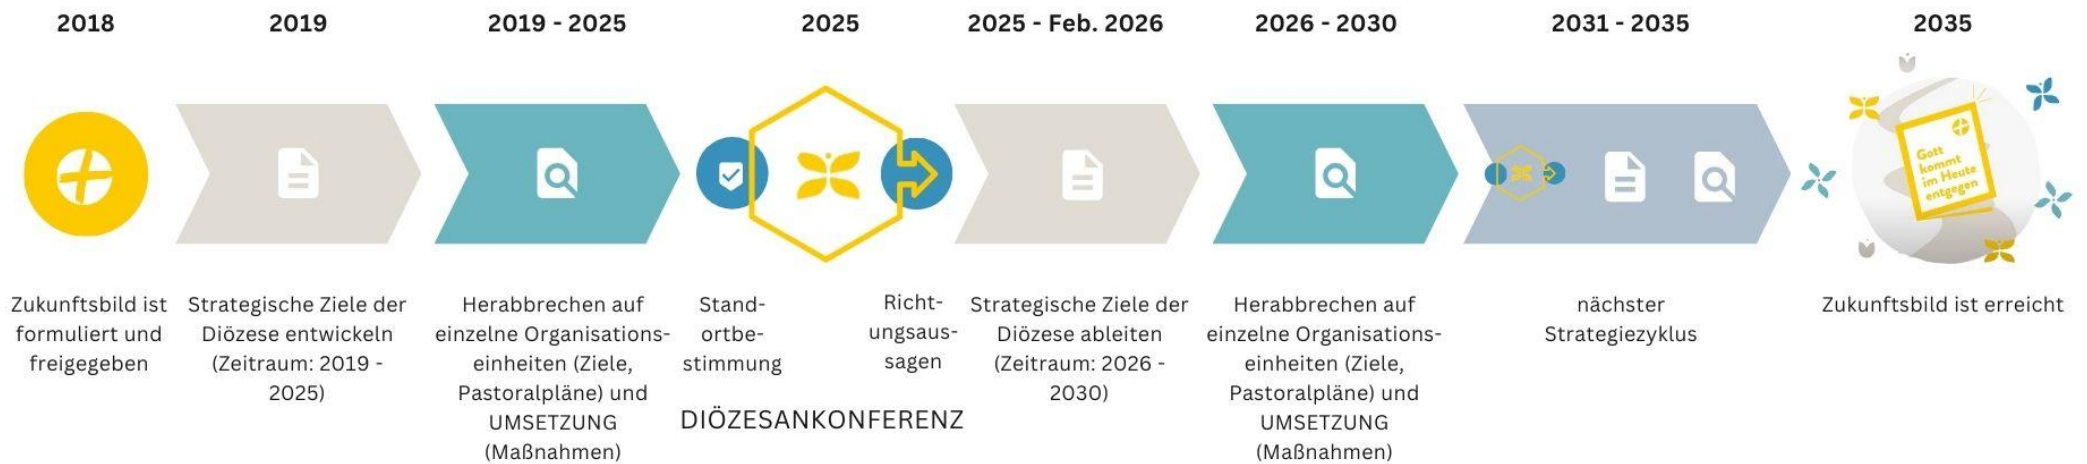 2018
2019
2019 - 2025
2025
2025 - Feb. 2026
2026 - 2030
2031 - 2035
2035
Gott
kommt
im Heute
entgegen
Zukunftsbild ist
formuliert und
freigegeben
Strategische Ziele der
Diözese entwickeln
(Zeitraum: 2019 -
2025)
Herabbrechen auf
einzelne Organisations-
einheiten (Ziele,
Pastoralpläne) und
UMSETZUNG
(Maßnahmen)
Stand-
ortbe-
stimmung
Richt-
ungsaus-
sagen
DIÖZESANKONFERENZ
Strategische Ziele der
Diözese ableiten
(Zeitraum: 2026 -
2030)
Herabbrechen auf
einzelne Organisations-
einheiten (Ziele,
Pastoralpläne) und
UMSETZUNG
(Maßnahmen)
nächster
Strategiezyklus
Zukunftsbild ist erreicht